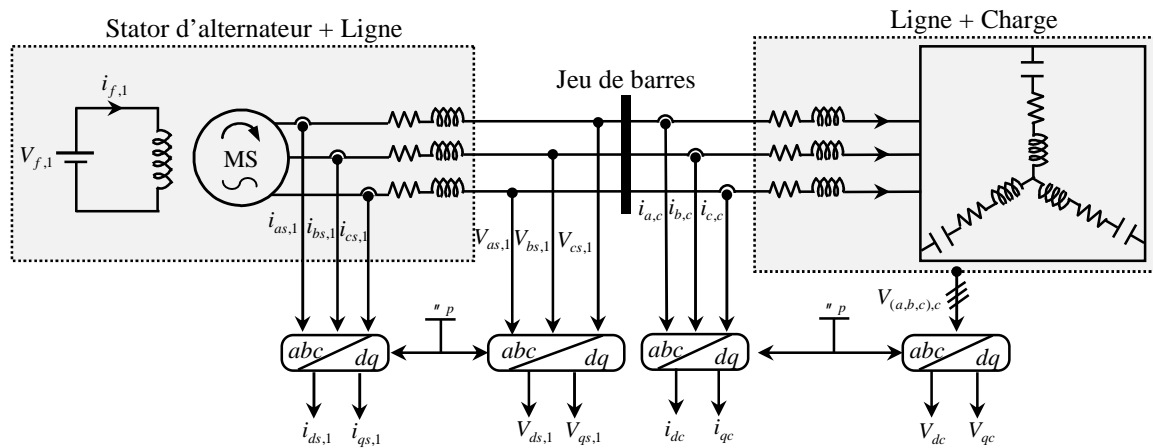 Stator d'alternateur + Ligne
Ligne + Charge
Jeu de barres
i_{f,1}
V_{f,1}
MS
i_{as,1} i_{bs,1} i_{cs,1}
V_{as,1} V_{bs,1} V_{cs,1}
i_{a,c} i_{b,c} i_{c,c}
V_{(a,b,c),c}
" p
" p
abc dq
abc dq
abc dq
abc dq
i_{ds,1} i_{qs,1}
V_{ds,1} V_{qs,1}
i_{dc} i_{qc}
V_{dc} V_{qc}